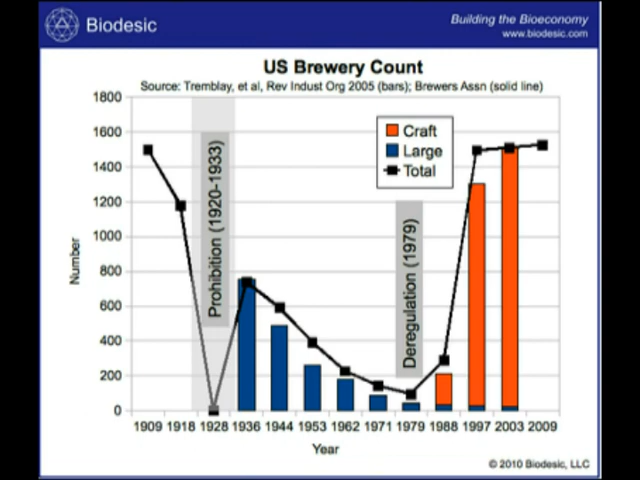 Biodesic
Building the Bioeconomy
www.biodesic.com
US Brewery Count
Source: Tremblay, et al, Rev Indust Org 2005 (bars); Brewers Assn (solid line)
1800
1600
1400
1200
1000
800
600
400
200
0
Number
Prohibition (1920-1933)
Deregulation (1979)
Craft
Large
Total
1909 1918 1928 1936 1944 1953 1962 1971 1979 1988 1997 2003 2009
Year
© 2010 Biodesic, LLC